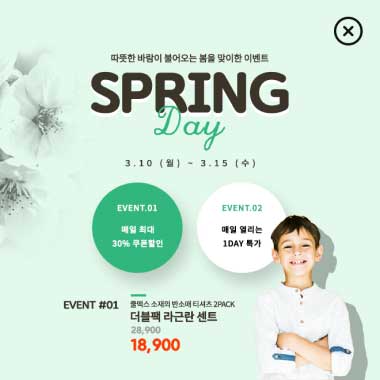 따뜻한 바람이 불어오는 봄을 맞이한 이벤트
SPRING
Day
3.10 (월) ~ 3.15 (수)
EVENT.01
매일 최대
30% 쿠폰할인
EVENT.02
매일 열리는
1DAY 특가
EVENT #01
쿨맥스 소재의 반소매 티셔츠 2PACK
더블팩 라근란 센트
28,900
18,900